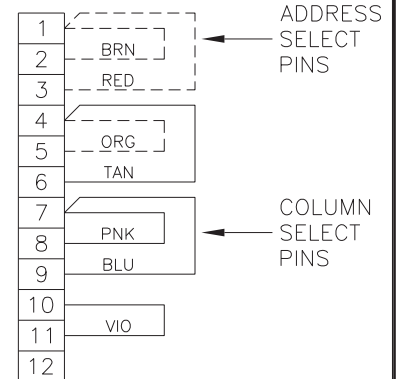 1
BRN
2
RED
3
ADDRESS
SELECT
PINS
4
ORG
5
TAN
6
7
PNK
8
BLU
9
COLUMN
SELECT
PINS
10
VIO
11
12